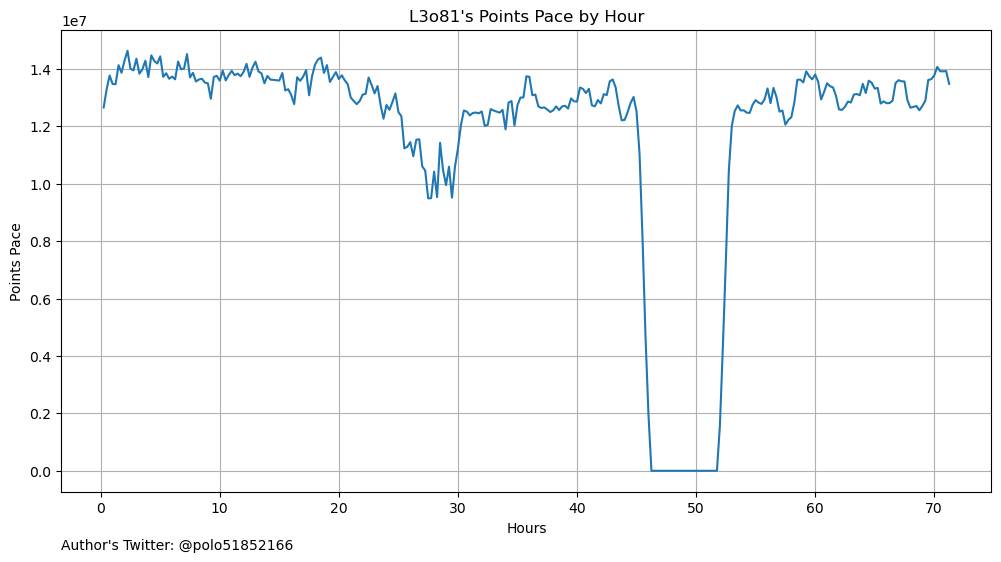 L3o81's Points Pace by Hour
1e7
1.4
1.2
1.0
0.8
0.6
0.4
0.2
0.0
Points Pace
0 10 20 30 40 50 60 70
Hours
Author's Twitter: @polo51852166